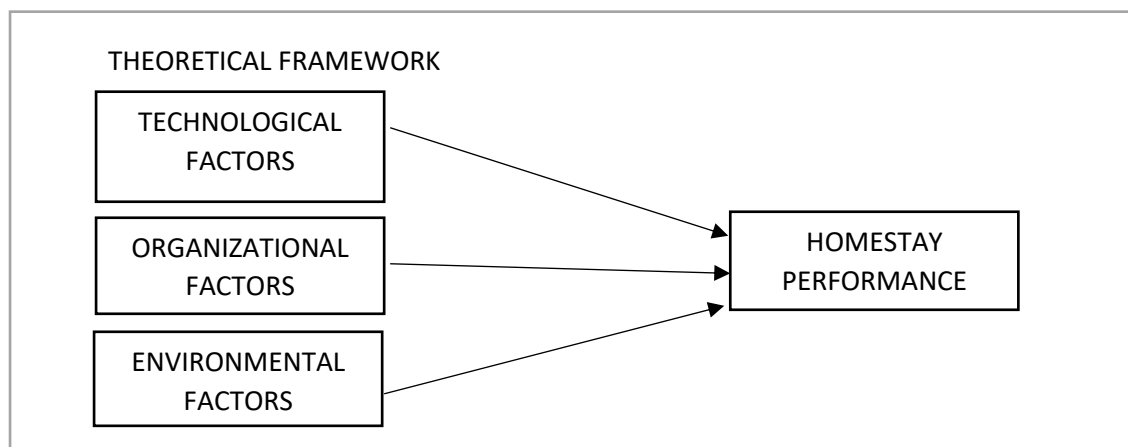 THEORETICAL FRAMEWORK
TECHNOLOGICAL
FACTORS
ORGANIZATIONAL
FACTORS
ENVIRONMENTAL
FACTORS
HOMESTAY
PERFORMANCE